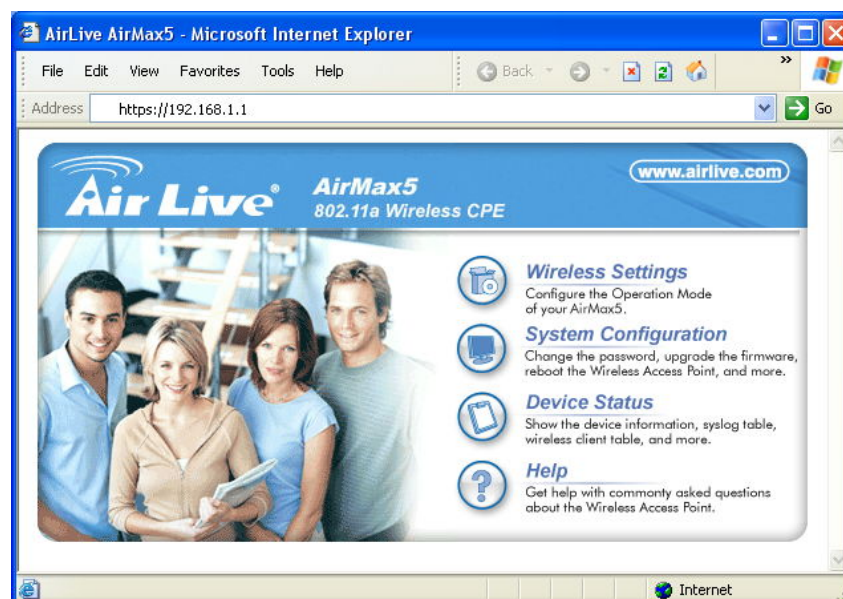 AirLive AirMax5 - Microsoft Internet Explorer
File Edit View Favorites Tools Help
Back
»
Address https://192.168.1.1
Go
Air Live®
AirMax5
802.11a Wireless CPE
www.airlive.com
Wireless Settings
Configure the Operation Mode
of your AirMax5.
System Configuration
Change the password, upgrade the firmware,
reboot the Wireless Access Point, and more.
Device Status
Show the device information, syslog table,
wireless client table, and more.
?
Help
Get help with commonty asked questions
about the Wireless Access Point.
Internet